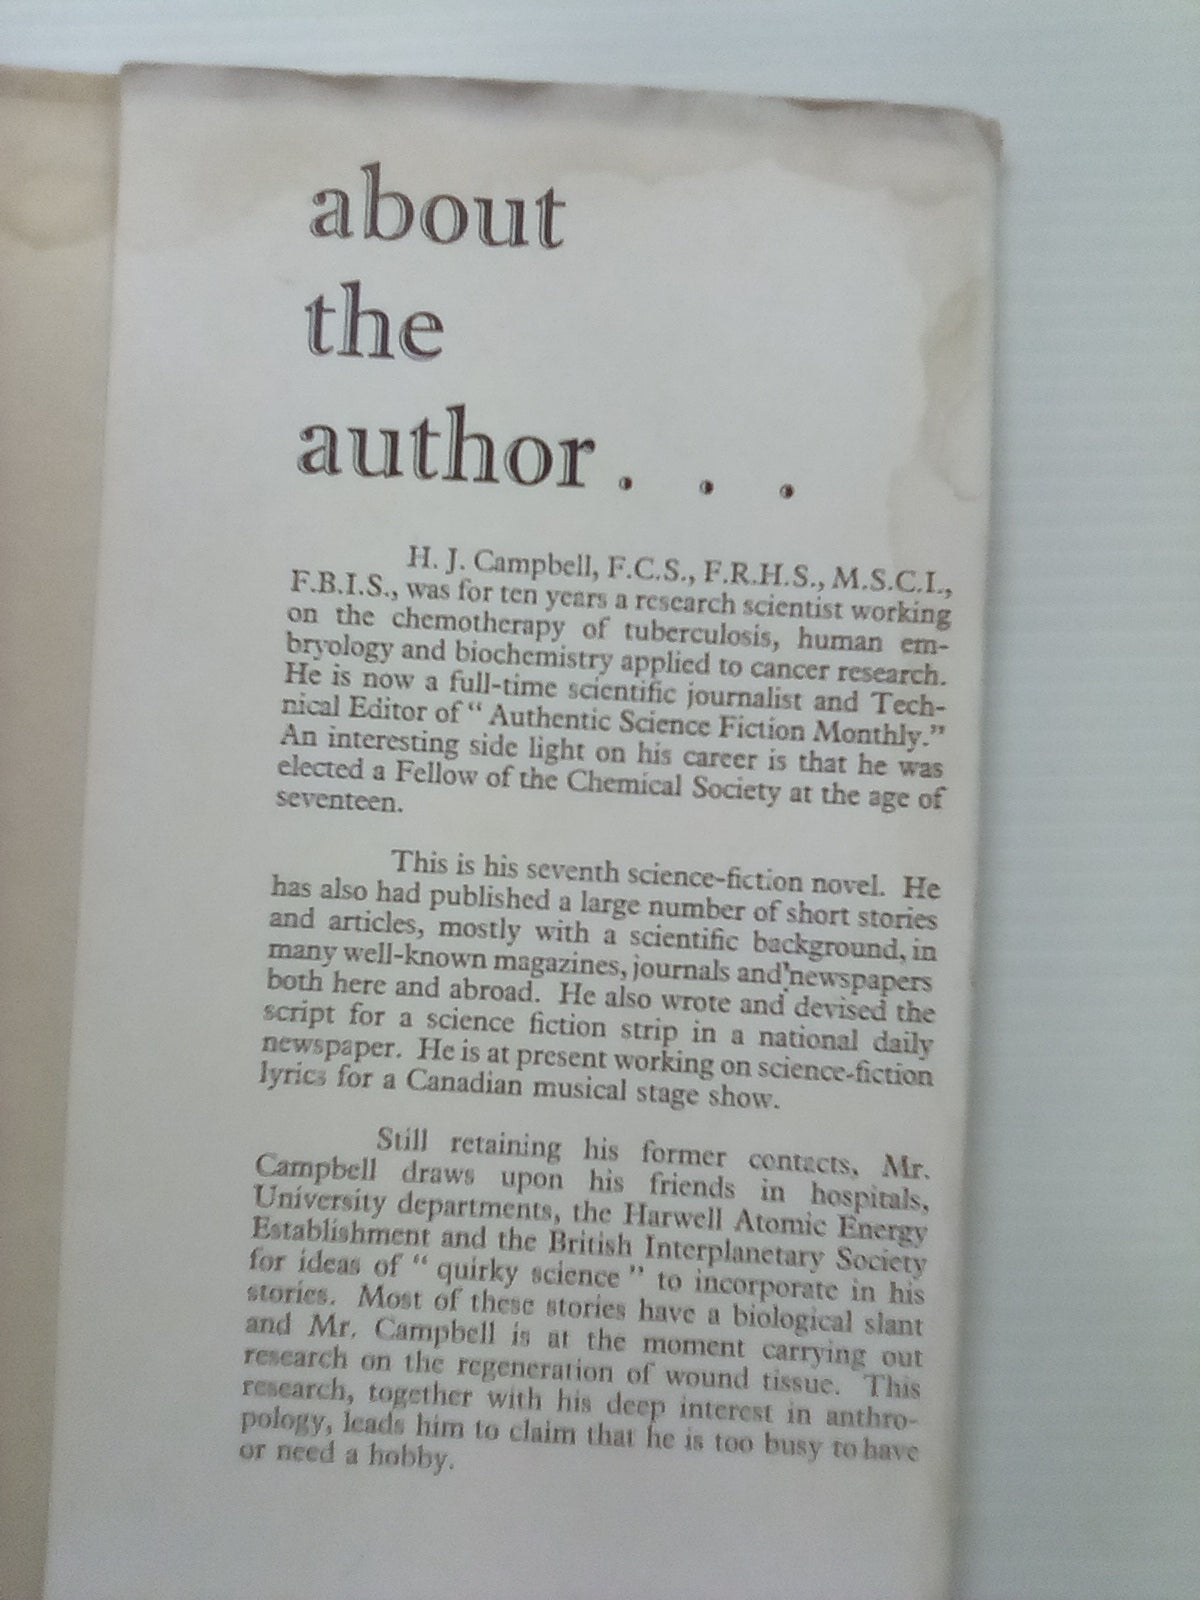 about
the
author . . .
H. J. Campbell, F.C.S., F.R.H.S., M.S.C.I.,
F.B.I.S., was for ten years a research scientist working
on the chemotherapy of tuberculosis, human em-
bryology and biochemistry applied to cancer research.
He is now a full-time scientific journalist and Tech-
nical Editor of " Authentic Science Fiction Monthly."
An interesting side light on his career is that he was
elected a Fellow of the Chemical Society at the age of
seventeen.
This is his seventh science-fiction novel. He
has also had published a large number of short stories
and articles, mostly with a scientific background, in
many well-known magazines, journals and newspapers
both here and abroad. He also wrote and devised the
script for a science fiction strip in a national daily
newspaper. He is at present working on science-fiction
lyrics for a Canadian musical stage show.
Still retaining his former contacts, Mr.
Campbell draws upon his friends in hospitals,
University departments, the Harwell Atomic Energy
Establishment and the British Interplanetary Society
for ideas of " quirky science " to incorporate in his
stories. Most of these stories have a biological slant
and Mr. Campbell is at the moment carrying out
research on the regeneration of wound tissue. This
research, together with his deep interest in anthro-
pology, leads him to claim that he is too busy to have
or need a hobby.